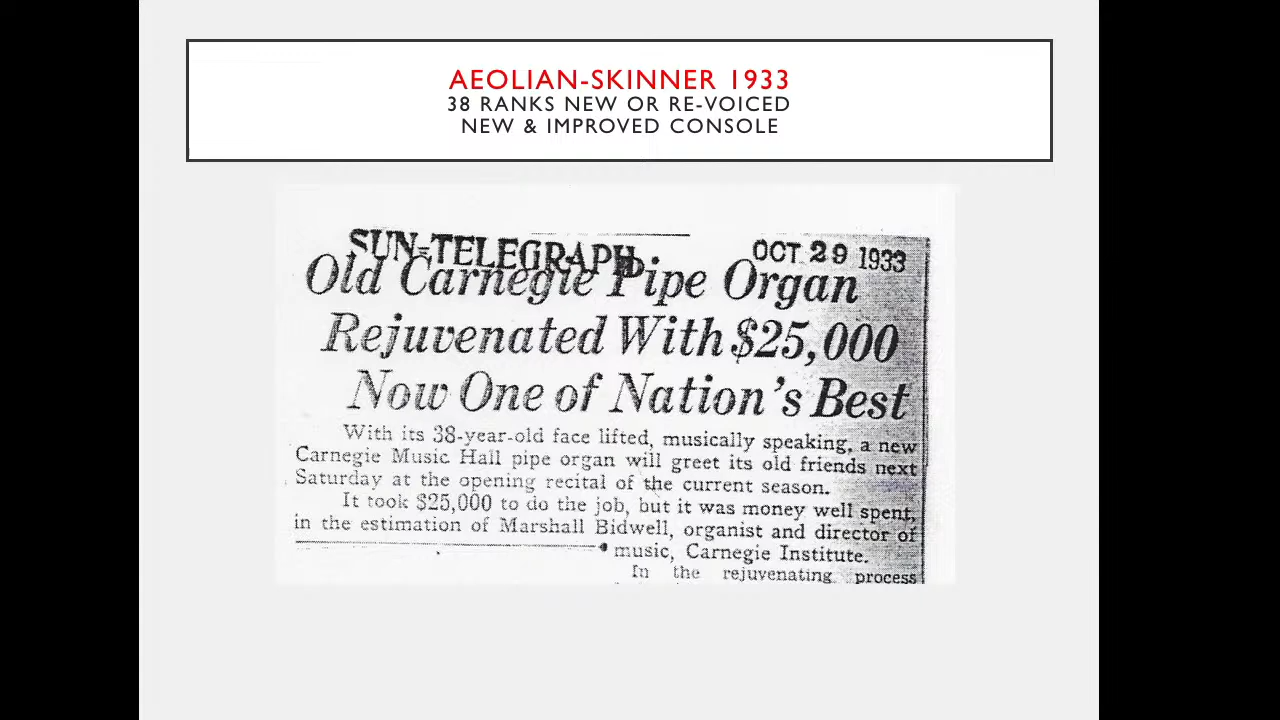 AEOLIAN-SKINNER 1933
38 RANKS NEW OR RE-VOICED
NEW & IMPROVED CONSOLE
SUN-TELEGRAPH
OCT 29 1933
Old Carnegie Pipe Organ
Rejuvenated With $25,000
Now One of Nation's Best
With its 38-year-old face lifted, musically speaking, a new
Carnegie Music Hall pipe organ will greet its old friends next
Saturday at the opening recital of the current season.
It took $25,000 to do the job, but it was money well spent,
in the estimation of Marshall Bidwell, organist and director of
music, Carnegie Institute.
In the rejuvenating process